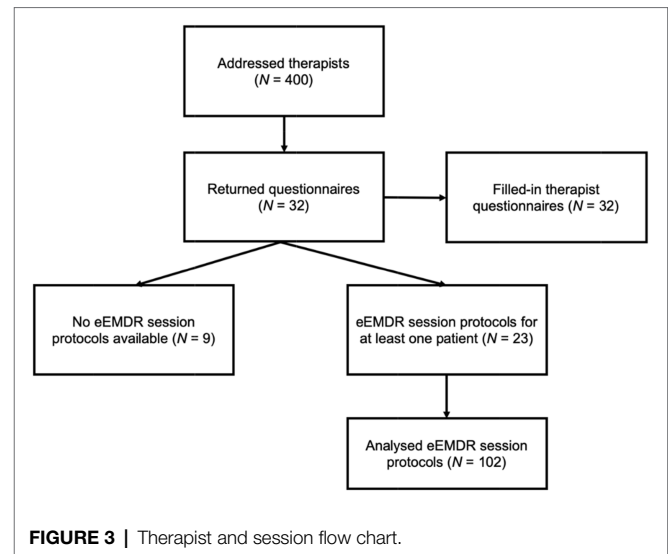 Addressed therapists
(N = 400)
Returned questionnaires
(N = 32)
Filled-in therapist
questionnaires (N = 32)
No eEMDR session
protocols available (N = 9)
eEMDR session protocols for
at least one patient (N = 23)
Analysed eEMDR session
protocols (N = 102)
FIGURE 3 | Therapist and session flow chart.